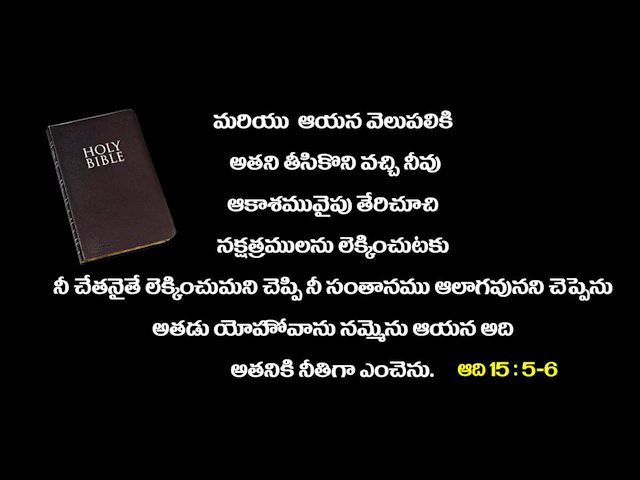 HOLY
BIBLE
మరియు ఆయన వెలుపలికి
అతని తీసికొని వచ్చి నీవు
ఆకాశమువైపు తేరిచూచి
నక్షత్రములను లెక్కించుటకు
నీ చేతనైతే లెక్కించుమని చెప్పి నీ సంతానము ఆలాగవునని చెప్పెను
అతడు యెహోవాను నమ్మెను ఆయన అది
అతనికి నీతిగా ఎంచెను. ఆది 15 : 5-6